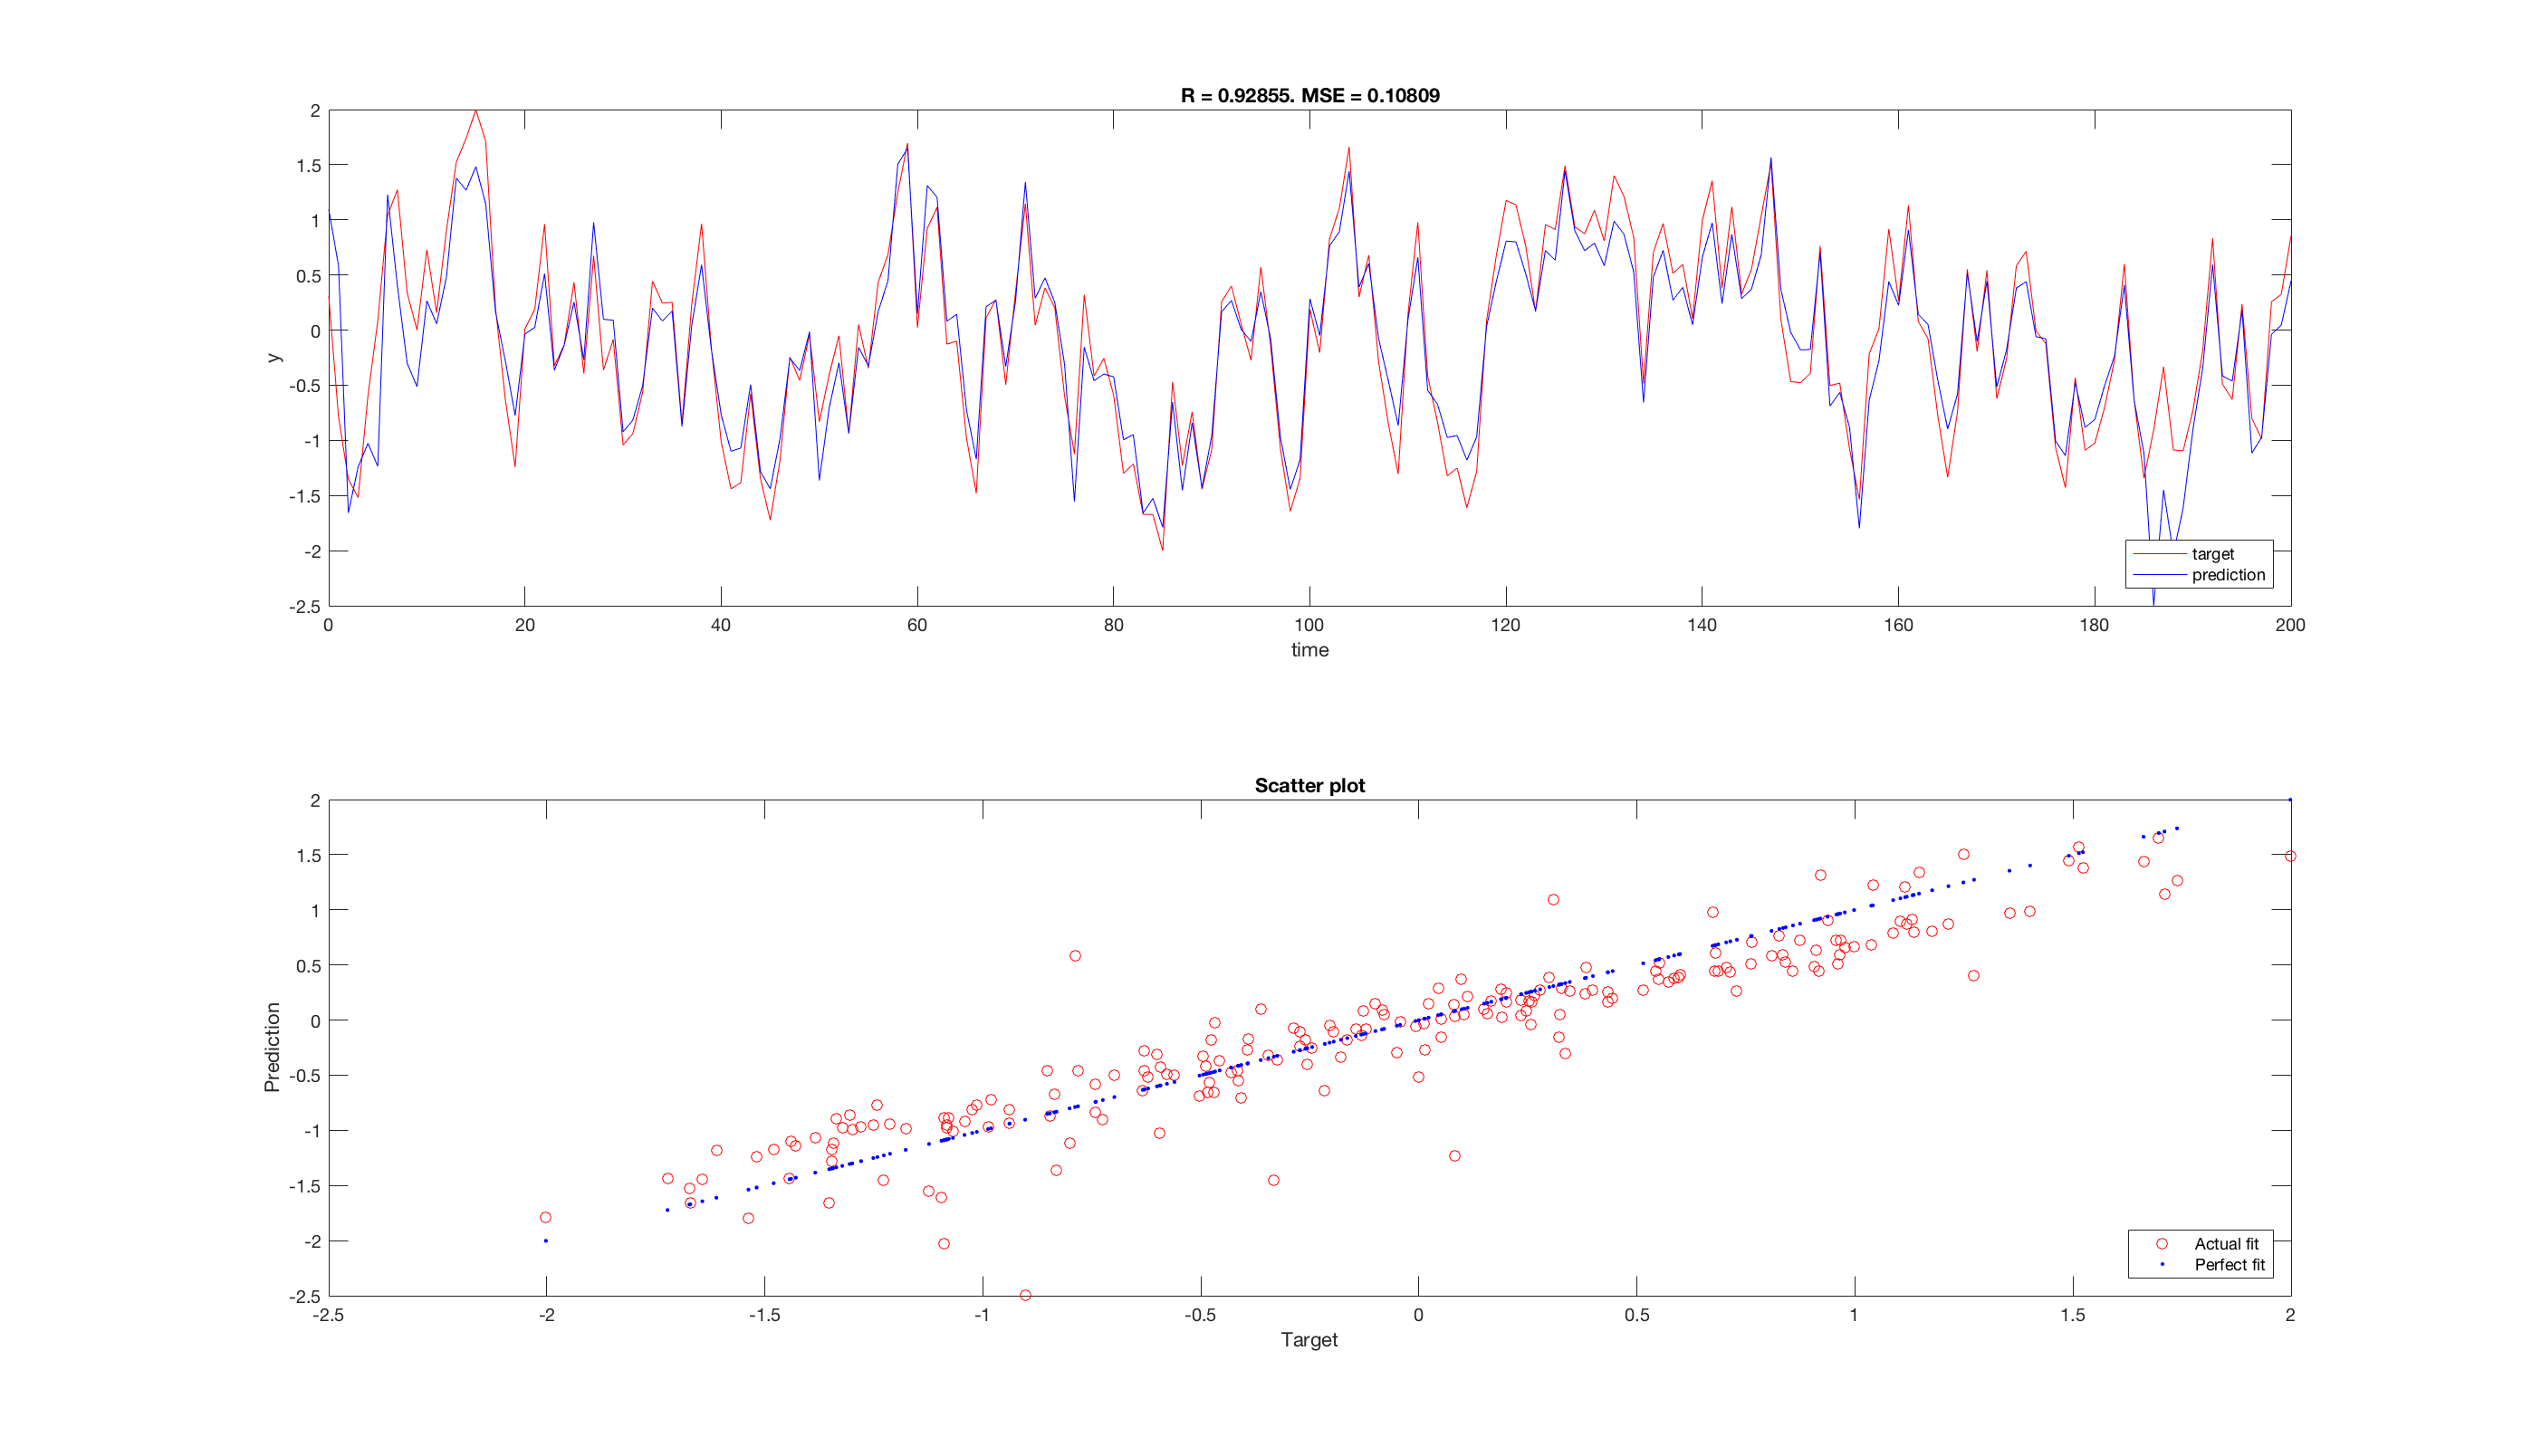 R = 0.92855. MSE = 0.10809
2
1.5
1
0.5
0
-0.5
-1
-1.5
-2
-2.5
y
0 20 40 60 80 100 120 140 160 180 200
time
target
prediction
Scatter plot
2
1.5
1
0.5
0
-0.5
-1
-1.5
-2
-2.5
Prediction
-2.5 -2 -1.5 -1 -0.5 0 0.5 1 1.5 2
Target
Actual fit
Perfect fit